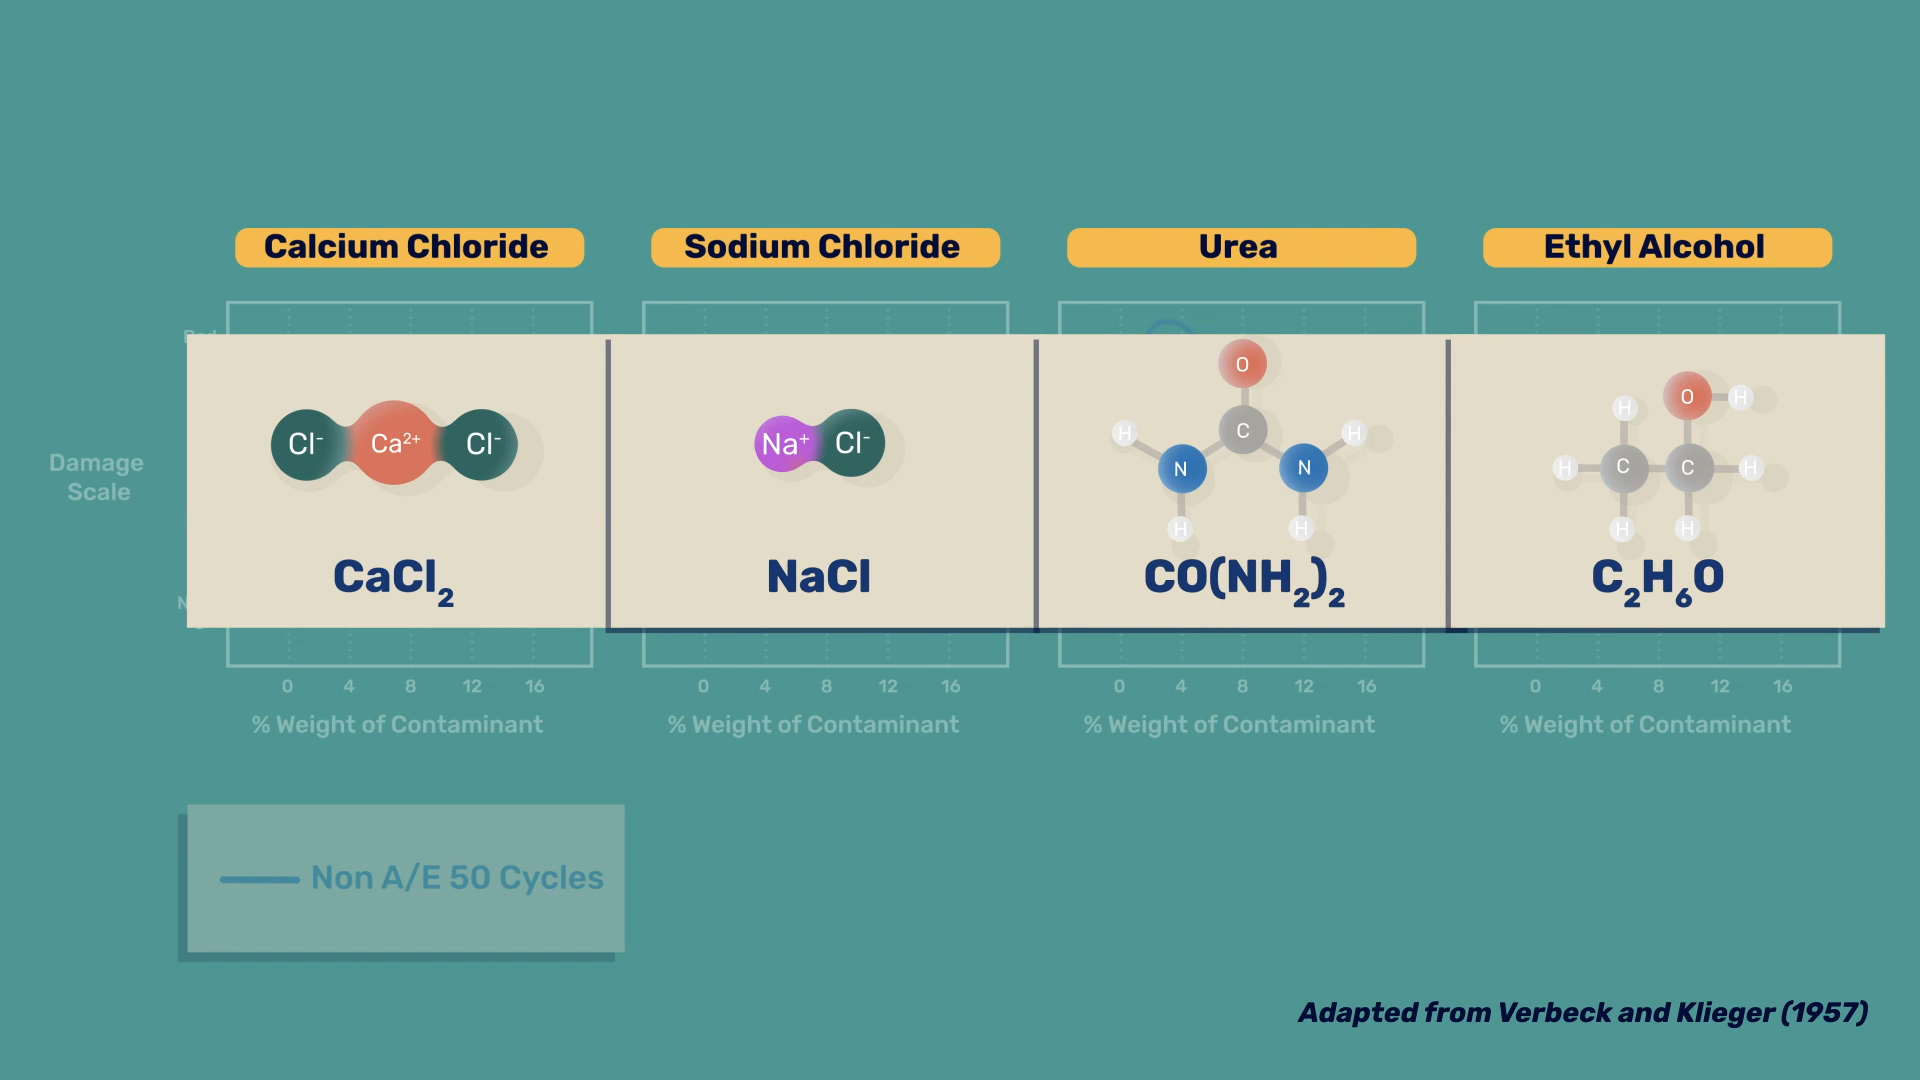 Calcium Chloride
Sodium Chloride
Urea
Ethyl Alcohol
Damage
Scale
Cl⁻ Ca²⁺ Cl⁻
Na⁺ Cl⁻
O
C
H H
N N
H H
O H
H
H C C H
H H
CaCl₂
NaCl
CO(NH₂)₂
C₂H₆O
0 4 8 12 16
0 4 8 12 16
0 4 8 12 16
0 4 8 12 16
% Weight of Contaminant
% Weight of Contaminant
% Weight of Contaminant
% Weight of Contaminant
Non A/E 50 Cycles
Adapted from Verbeck and Klieger (1957)